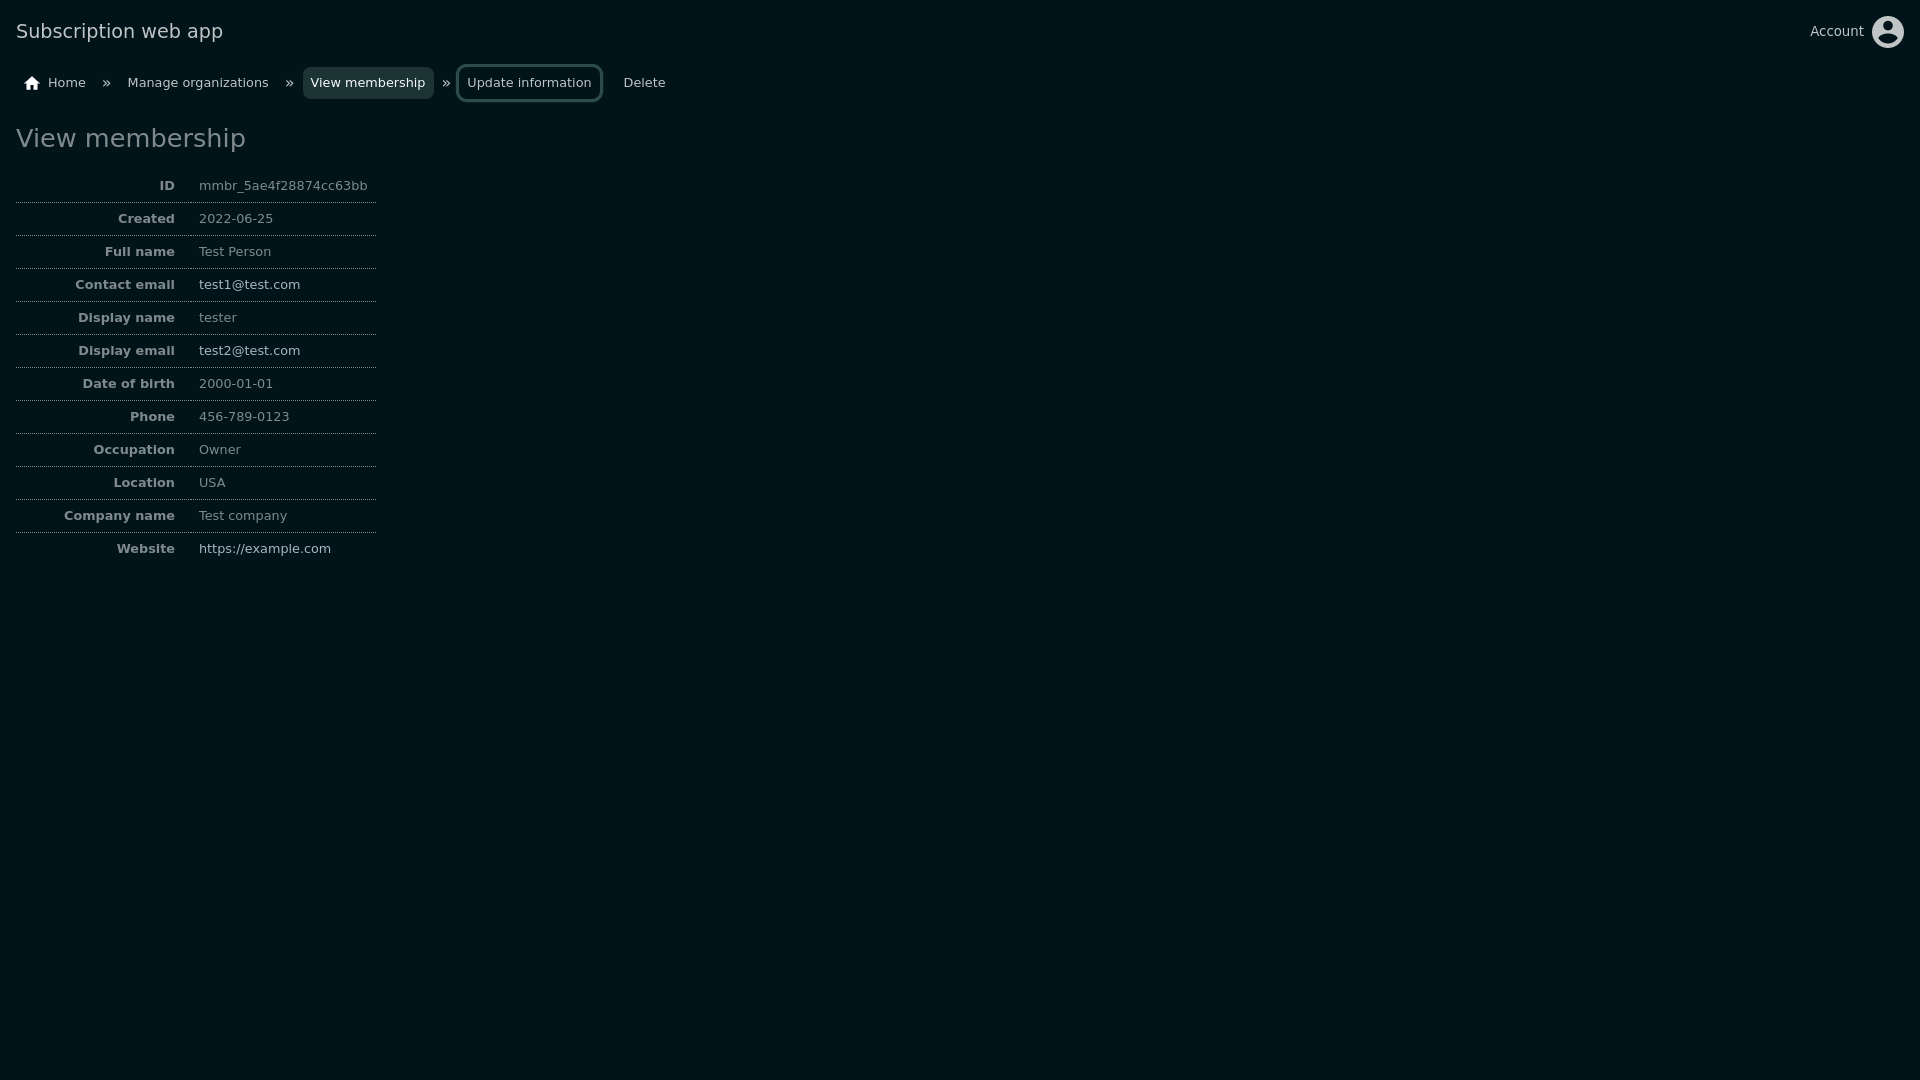 Subscription web app
Account
Home » Manage organizations » View membership » Update information Delete
View membership
ID mmbr_5ae4f28874cc63bb
Created 2022-06-25
Full name Test Person
Contact email test1@test.com
Display name tester
Display email test2@test.com
Date of birth 2000-01-01
Phone 456-789-0123
Occupation Owner
Location USA
Company name Test company
Website https://example.com